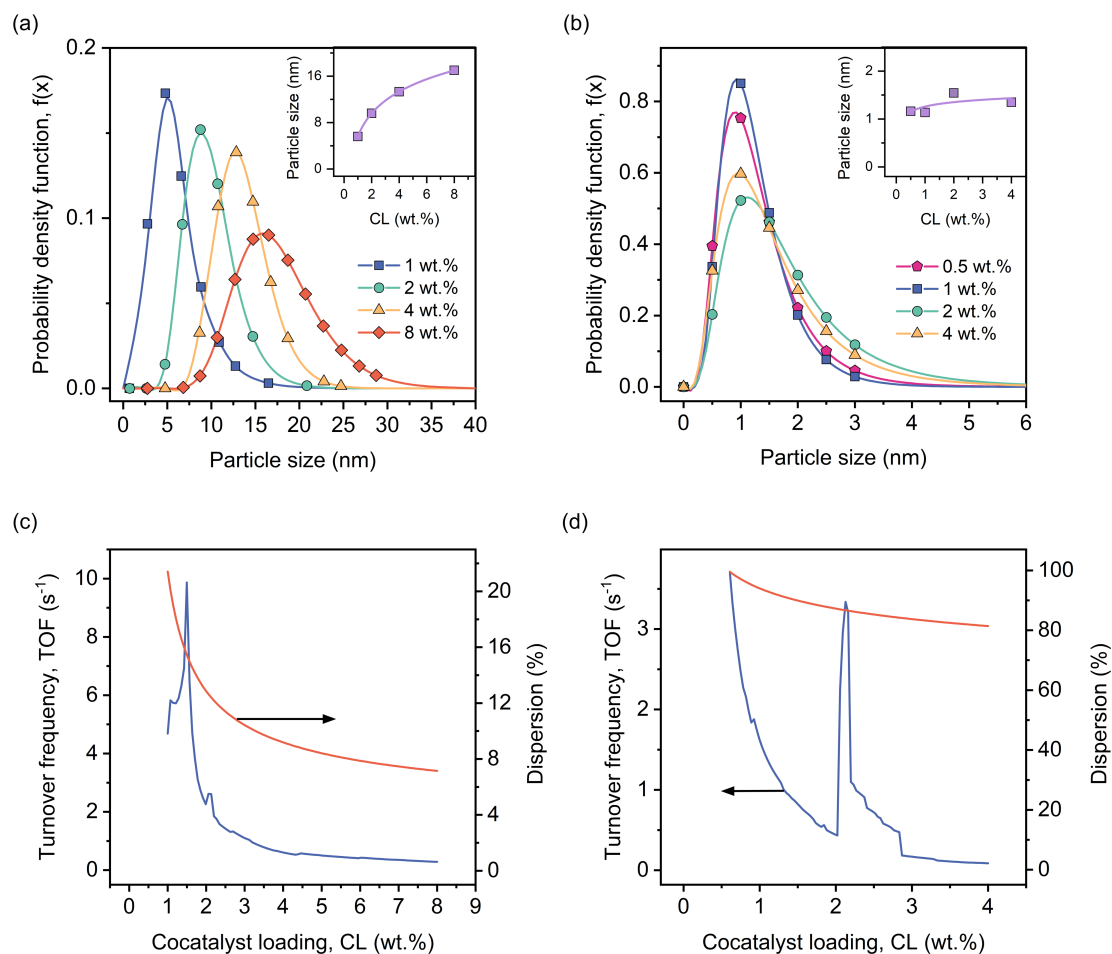 (a)
0.2
0.1
0.0
Probability density function, f(x)
0 5 10 15 20 25 30 35 40
Particle size (nm)
16
8
0
Particle size (nm)
0 2 4 6 8
CL (wt.%)
1 wt.%
2 wt.%
4 wt.%
8 wt.%
(b)
0.8
0.6
0.4
0.2
0.0
Probability density function, f(x)
0 1 2 3 4 5 6
Particle size (nm)
2
1
0
Particle size (nm)
0 1 2 3 4
CL (wt.%)
0.5 wt.%
1 wt.%
2 wt.%
4 wt.%
(c)
10
8
6
4
2
0
Turnover frequency, TOF (s⁻¹)
20
16
12
8
4
0
Dispersion (%)
0 1 2 3 4 5 6 7 8 9
Cocatalyst loading, CL (wt.%)
(d)
3
2
1
0
Turnover frequency, TOF (s⁻¹)
100
80
60
40
20
0
Dispersion (%)
0 1 2 3 4
Cocatalyst loading, CL (wt.%)